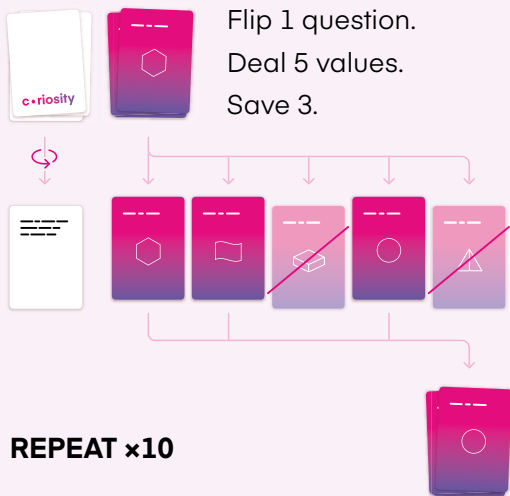 Flip 1 question.
Deal 5 values.
Save 3.
c•riosity
REPEAT ×10